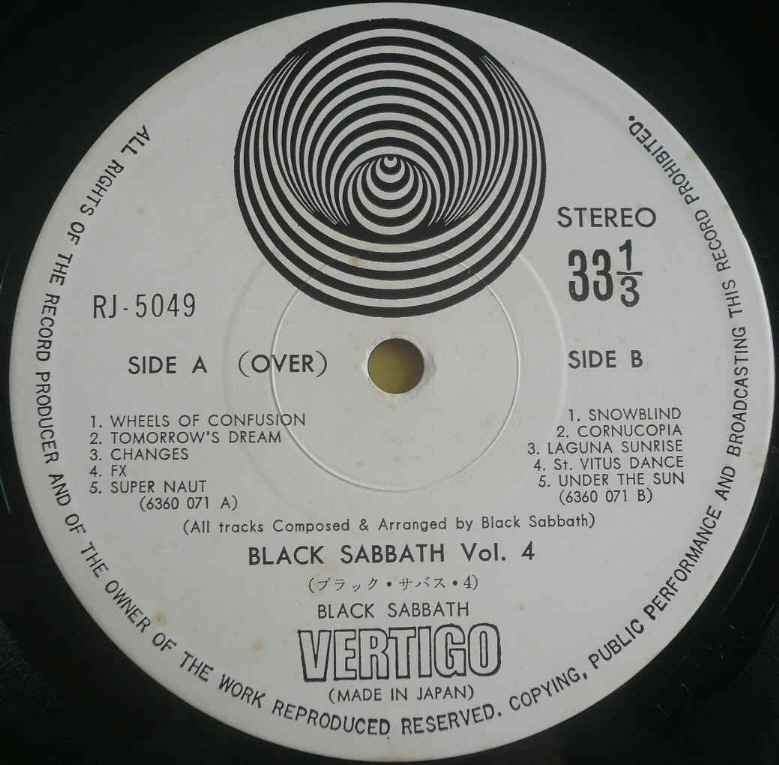 ALL RIGHTS OF THE RECORD PRODUCER AND OF THE OWNER OF THE WORK REPRODUCED RESERVED. COPYING, PUBLIC PERFORMANCE AND BROADCASTING THIS RECORD PROHIBITED.
STEREO
33 1/3
RJ-5049
SIDE A (OVER)
1. WHEELS OF CONFUSION
2. TOMORROW'S DREAM
3. CHANGES
4. FX
5. SUPER NAUT
(6360 071 A)
SIDE B
1. SNOWBLIND
2. CORNUCOPIA
3. LAGUNA SUNRISE
4. St. VITUS DANCE
5. UNDER THE SUN
(6360 071 B)
(All tracks Composed & Arranged by Black Sabbath)
BLACK SABBATH Vol. 4
(ブラック・サバス・4)
BLACK SABBATH
VERTIGO
(MADE IN JAPAN)